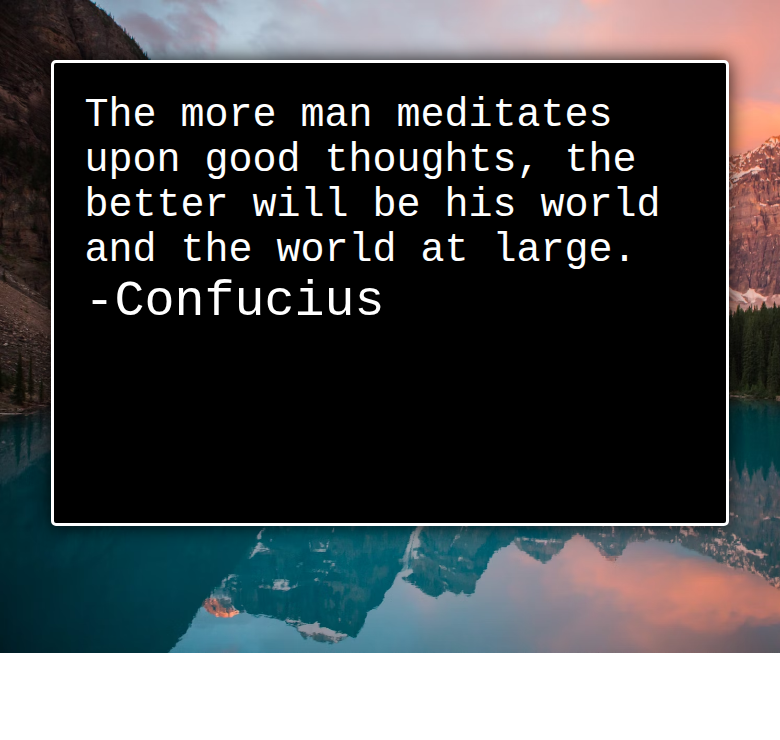 The more man meditates
upon good thoughts, the
better will be his world
and the world at large.
-Confucius